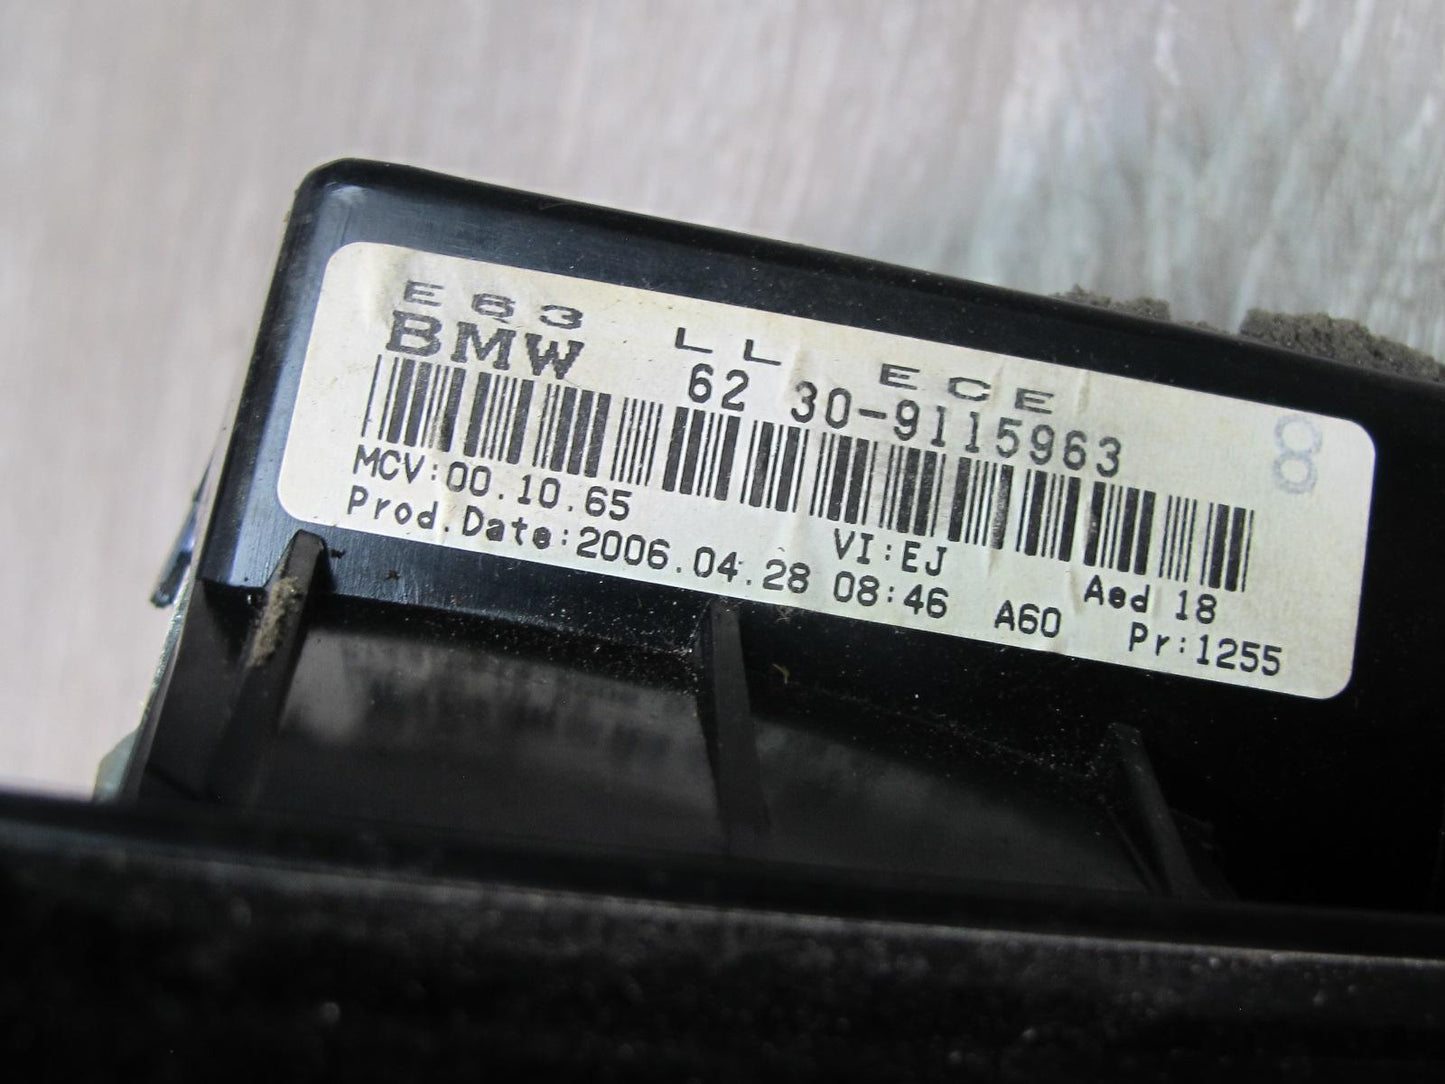 E63 LL ECE
BMW 62 30-9115963
8
MCV:00.10.65 VI:EJ Aed 18
Prod.Date:2006.04.28 08:46 A60 Pr:1255